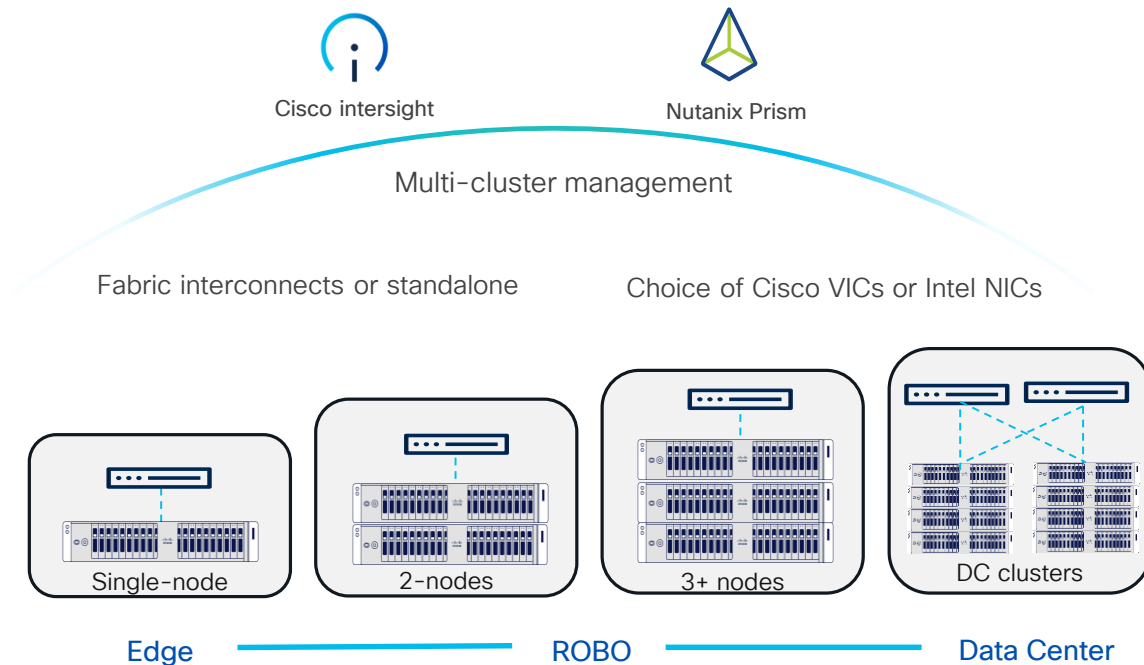 Cisco intersight
Nutanix Prism
Multi-cluster management
Fabric interconnects or standalone
Choice of Cisco VICs or Intel NICs
Single-node
2-nodes
3+ nodes
DC clusters
Edge
ROBO
Data Center